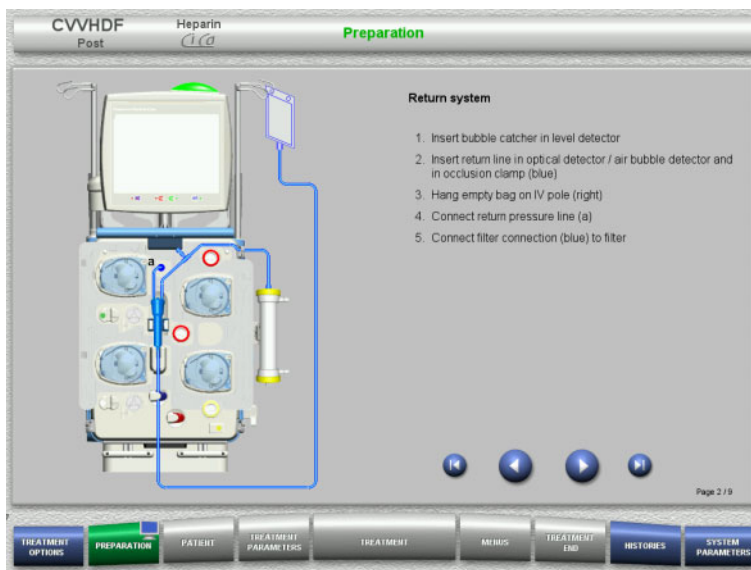 CVVHDF
Post
Heparin
Ci Ca
Preparation
Return system
1. Insert bubble catcher in level detector
2. Insert return line in optical detector / air bubble detector and
in occlusion clamp (blue)
3. Hang empty bag on IV pole (right)
4. Connect return pressure line (a)
5. Connect filter connection (blue) to filter
a
Page 2 / 9
TREATMENT
OPTIONS
PREPARATION
PATIENT
TREATMENT
PARAMETERS
TREATMENT
MENUS
TREATMENT
END
HISTORIES
SYSTEM
PARAMETERS